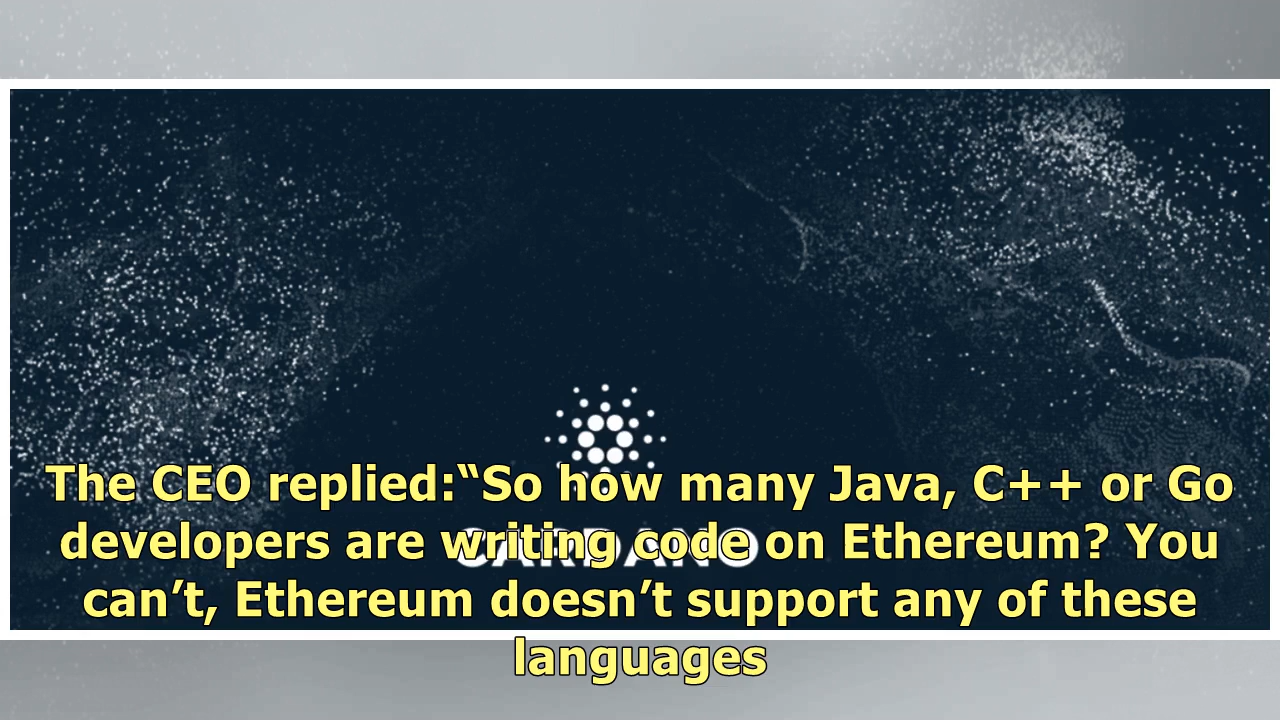 The CEO replied:“So how many Java, C++ or Go
developers are writing code on Ethereum? You
can’t, Ethereum doesn’t support any of these
languages
CARDANO